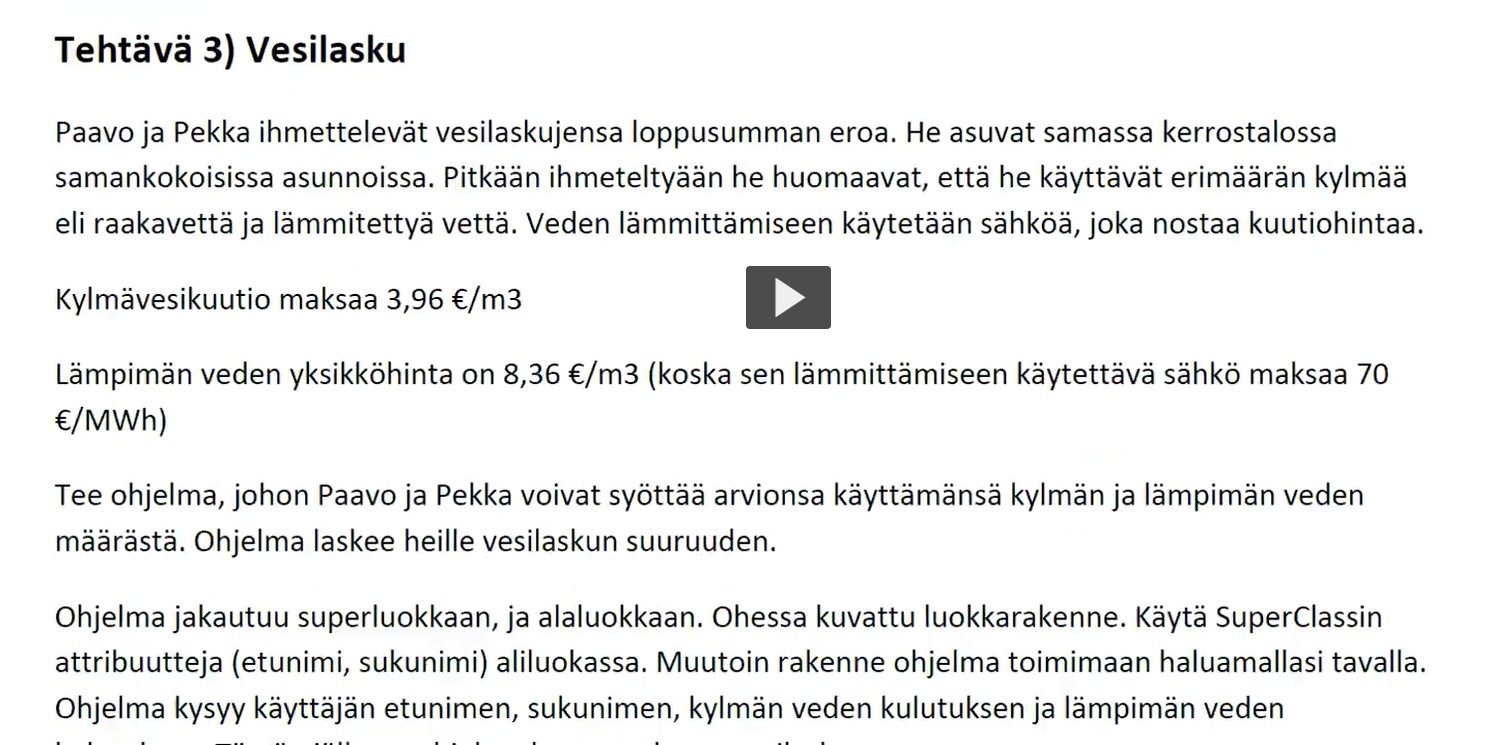 Tehtävä 3) Vesilasku
Paavo ja Pekka ihmettelevät vesilaskujensa loppusumman eroa. He asuvat samassa kerrostalossa
samankokoisissa asunnoissa. Pitkään ihmeteltyään he huomaavat, että he käyttävät erimäärän kylmää
eli raakavettä ja lämmitettyä vettä. Veden lämmittämiseen käytetään sähköä, joka nostaa kuutiohintaa.
Kylmävesikuutio maksaa 3,96 €/m3
Lämpimän veden yksikköhinta on 8,36 €/m3 (koska sen lämmittämiseen käytettävä sähkö maksaa 70
€/MWh)
Tee ohjelma, johon Paavo ja Pekka voivat syöttää arvionsa käyttämänsä kylmän ja lämpimän veden
määrästä. Ohjelma laskee heille vesilaskun suuruuden.
Ohjelma jakautuu superluokkaan, ja alaluokkaan. Ohessa kuvattu luokkarakenne. Käytä SuperClassin
attribuutteja (etunimi, sukunimi) aliluokassa. Muutoin rakenne ohjelma toimimaan haluamallasi tavalla.
Ohjelma kysyy käyttäjän etunimen, sukunimen, kylmän veden kulutuksen ja lämpimän veden